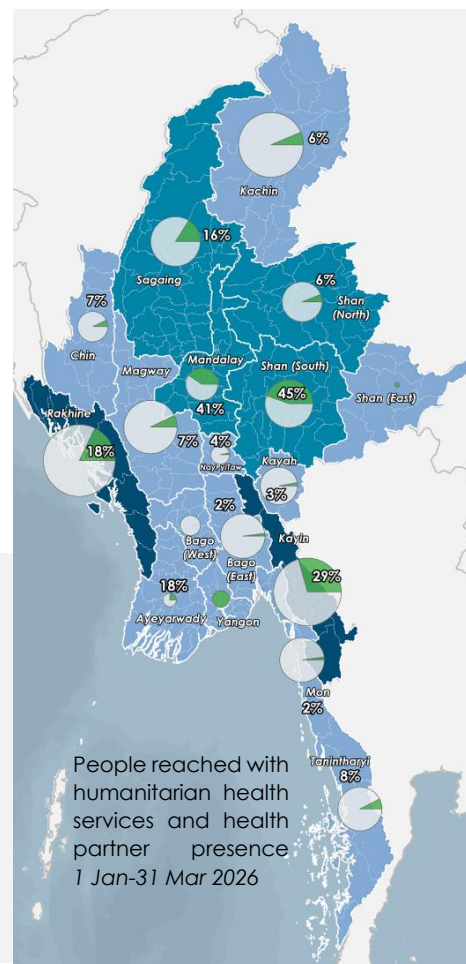 6%
Kachin
16%
Sagaing
6%
Shan
(North)
7%
Chin
Mandalay
Shan (South)
Magway
45%
Shan (East)
41%
Rakhine
18%
7%
4%
Nay Pyi Taw
Kayah
3%
2%
Bago
(West)
Bago
(East)
Kayin
29%
18%
Ayeyarwady
Yangon
Mon
2%
Tanintharyi
8%
People reached with
humanitarian health
services and health
partner presence
1 Jan-31 Mar 2026